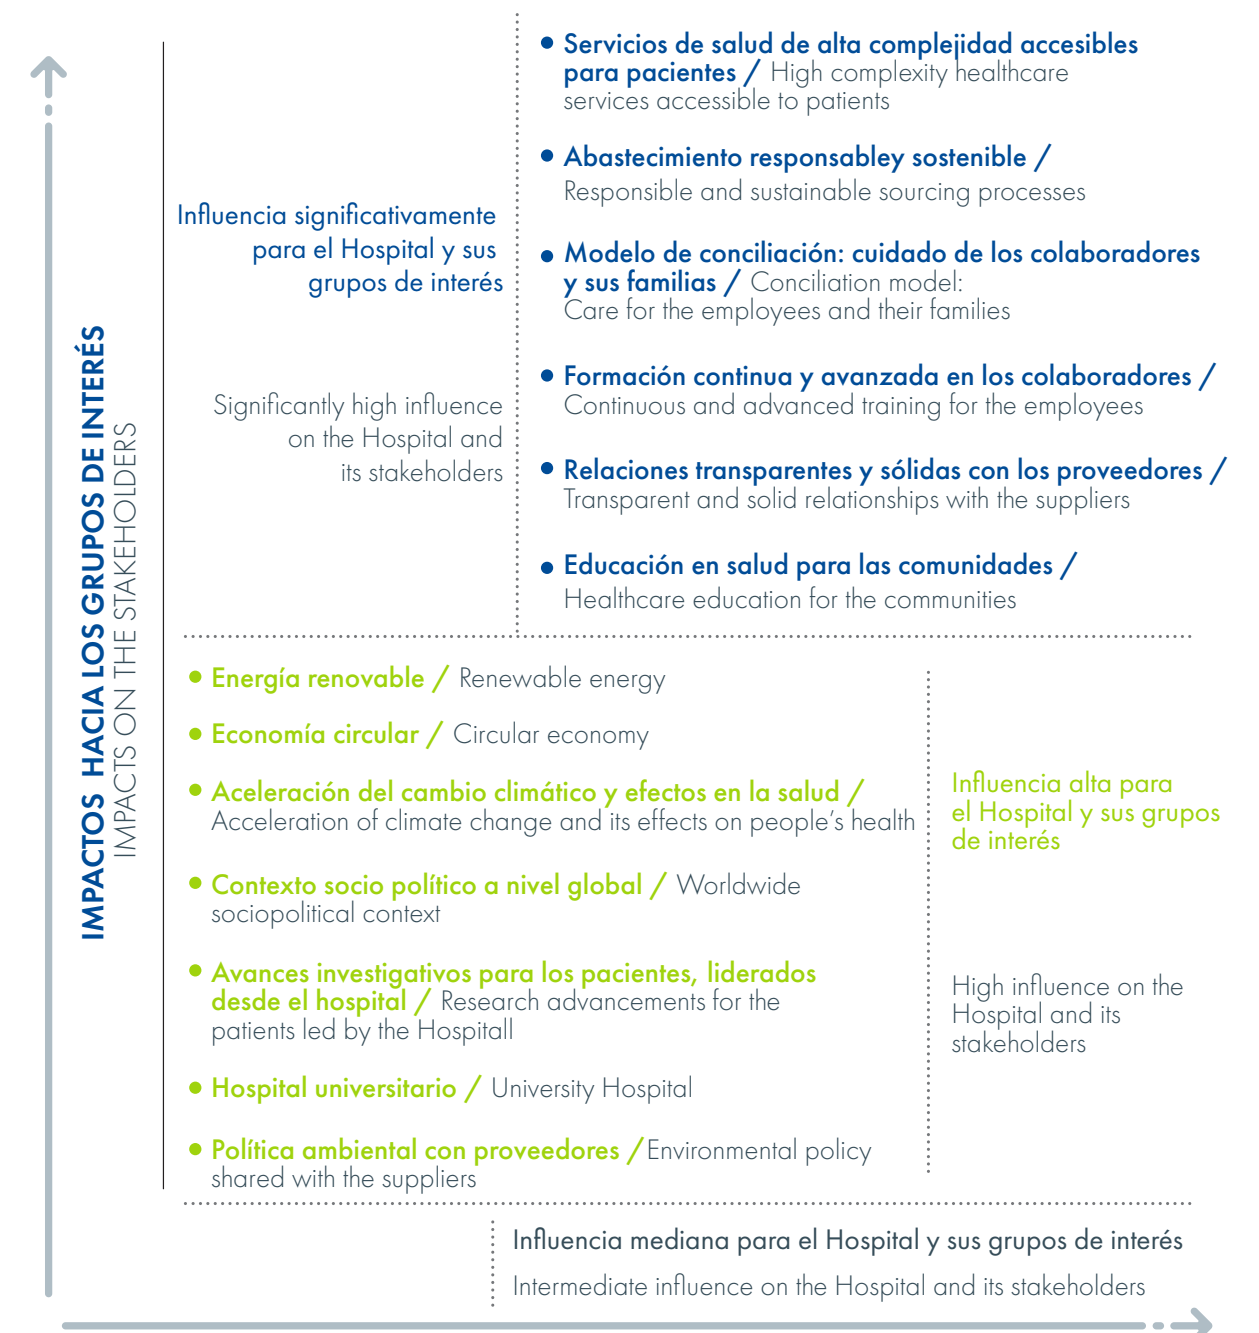 IMPACTOS HACIA LOS GRUPOS DE INTERÉS
IMPACTS ON THE STAKEHOLDERS
Influencia significativamente
para el Hospital y sus
grupos de interés
Significantly high influence
on the Hospital and
its stakeholders
Servicios de salud de alta complejidad accesibles
para pacientes / High complexity healthcare
services accessible to patients
Abastecimiento responsabley sostenible /
Responsible and sustainable sourcing processes
Modelo de conciliación: cuidado de los colaboradores
y sus familias / Conciliation model:
Care for the employees and their families
Formación continua y avanzada en los colaboradores /
Continuous and advanced training for the employees
Relaciones transparentes y sólidas con los proveedores /
Transparent and solid relationships with the suppliers
Educación en salud para las comunidades /
Healthcare education for the communities
Energía renovable / Renewable energy
Economía circular / Circular economy
Aceleración del cambio climático y efectos en la salud /
Acceleration of climate change and its effects on people's health
Contexto socio político a nivel global / Worldwide
sociopolitical context
Avances investigativos para los pacientes, liderados
desde el hospital / Research advancements for the
patients led by the Hospitall
Hospital universitario / University Hospital
Política ambiental con proveedores / Environmental policy
shared with the suppliers
Influencia alta para
el Hospital y sus grupos
de interés
High influence on the
Hospital and its
stakeholders
Influencia mediana para el Hospital y sus grupos de interés
Intermediate influence on the Hospital and its stakeholders